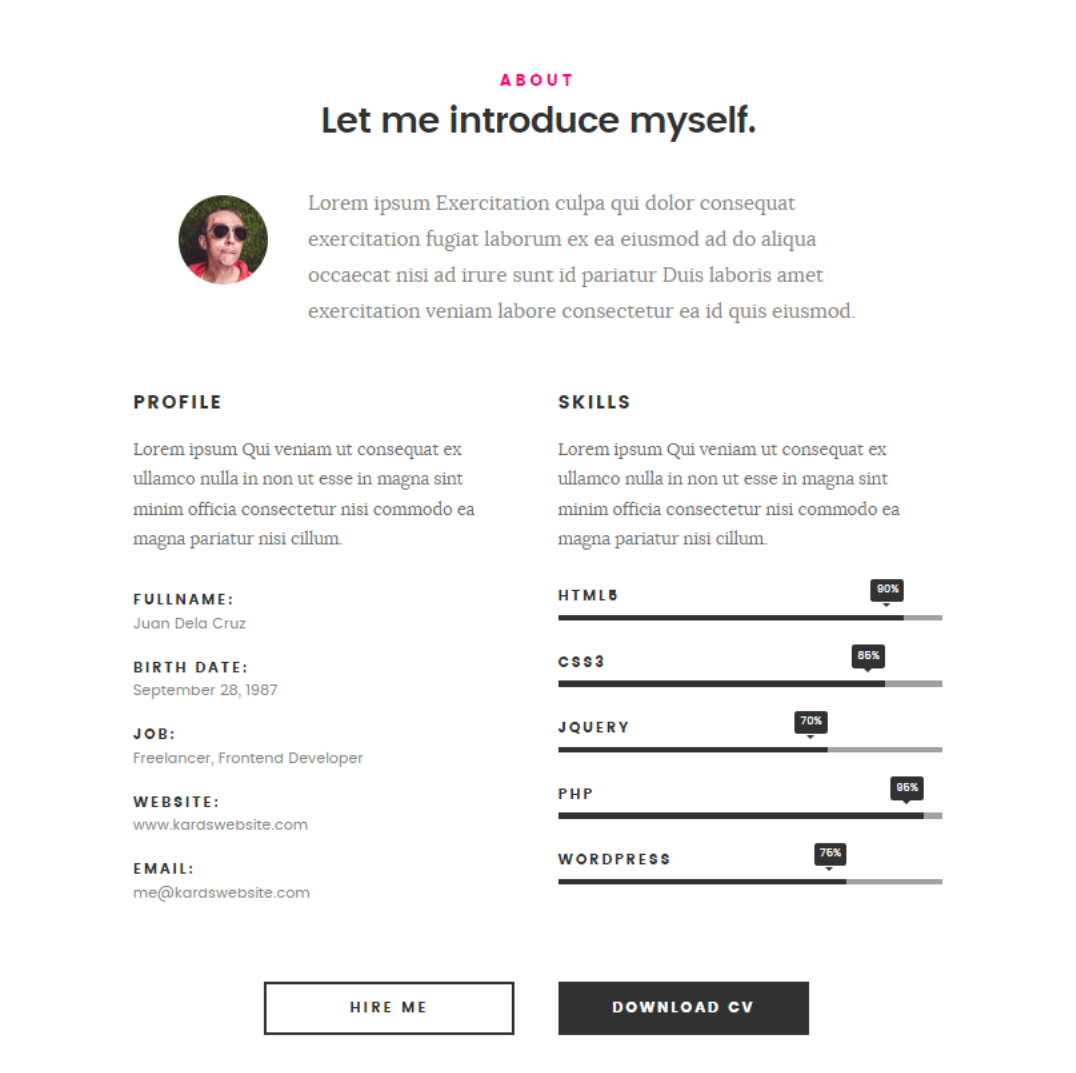 ABOUT
Let me introduce myself.
Lorem ipsum Exercitation culpa qui dolor consequat
exercitation fugiat laborum ex ea eiusmod ad do aliqua
occaecat nisi ad irure sunt id pariatur Duis laboris amet
exercitation veniam labore consectetur ea id quis eiusmod.
PROFILE
Lorem ipsum Qui veniam ut consequat ex
ullamco nulla in non ut esse in magna sint
minim officia consectetur nisi commodo ea
magna pariatur nisi cillum.
FULLNAME:
Juan Dela Cruz
BIRTH DATE:
September 28, 1987
JOB:
Freelancer, Frontend Developer
WEBSITE:
www.kardswebsite.com
EMAIL:
me@kardswebsite.com
SKILLS
Lorem ipsum Qui veniam ut consequat ex
ullamco nulla in non ut esse in magna sint
minim officia consectetur nisi commodo ea
magna pariatur nisi cillum.
HTML5 90%
CSS3 85%
JQUERY 70%
PHP 95%
WORDPRESS 75%
HIRE ME
DOWNLOAD CV